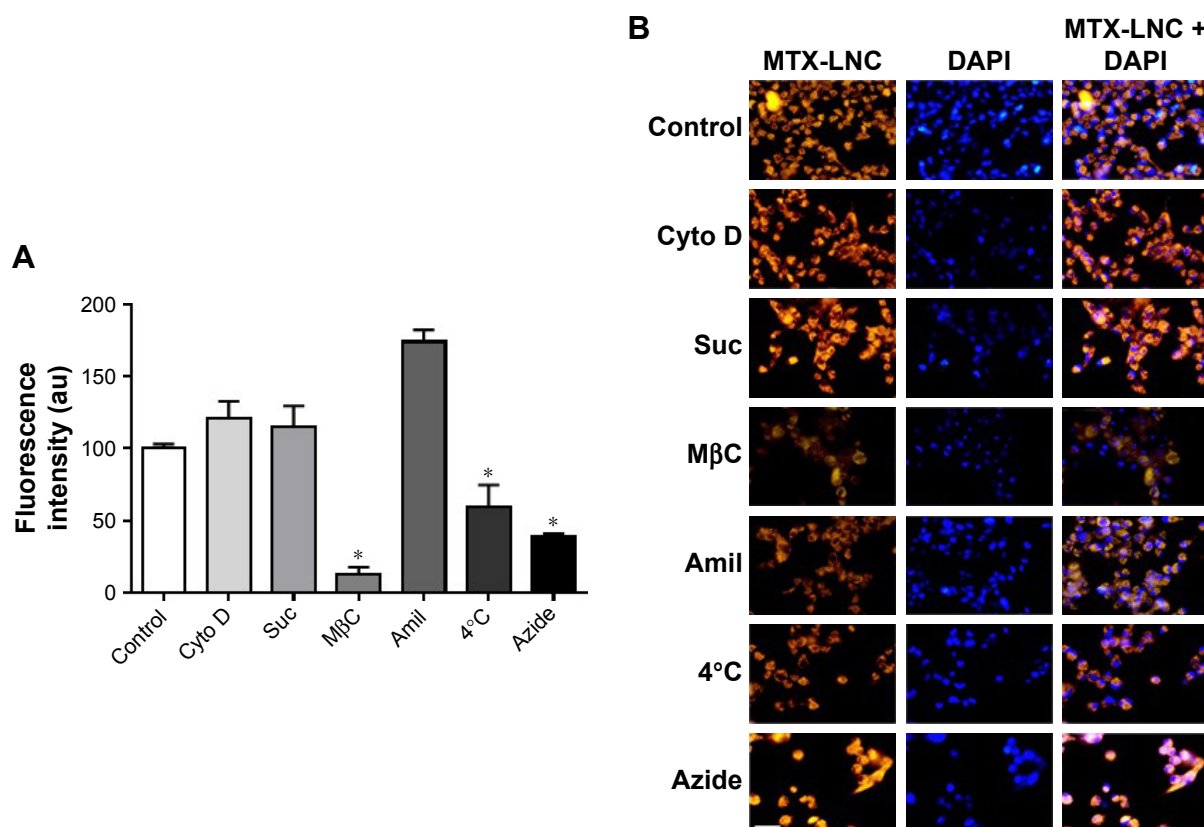 A
Fluorescence
intensity (au)
200
150
100
50
0
*
*
*
Control
Cyto D
Suc
MβC
Amil
4°C
Azide
B
MTX-LNC
DAPI
MTX-LNC +
DAPI
Control
Cyto D
Suc
MβC
Amil
4°C
Azide